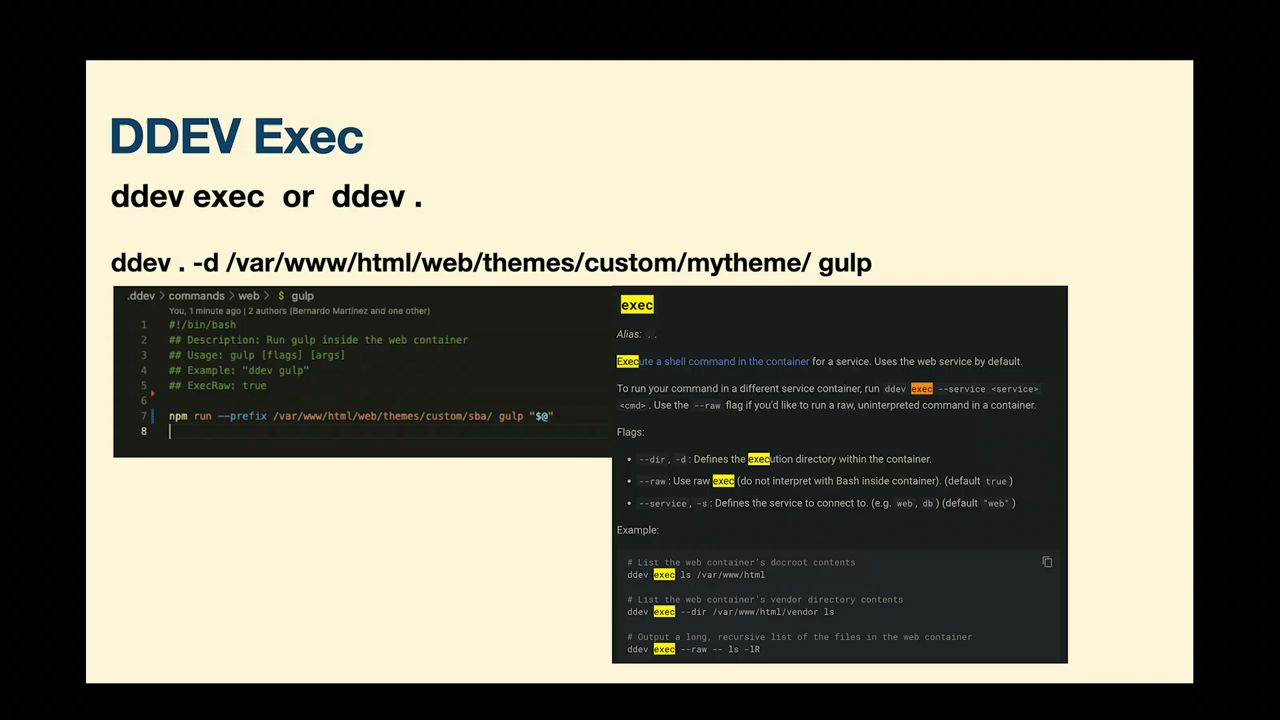 DDEV Exec
ddev exec or ddev .
ddev . -d /var/www/html/web/themes/custom/mytheme/ gulp
.ddev > commands > web > $ gulp
You, 1 minute ago | 2 authors (Bernardo Martinez and one other)
1 #!/bin/bash
2 ## Description: Run gulp inside the web container
3 ## Usage: gulp [flags] [args]
4 ## Example: "ddev gulp"
5 ## ExecRaw: true
6
7 npm run --prefix /var/www/html/web/themes/custom/sba/ gulp "$@"
8
exec
Alias: . .
Execute a shell command in the container for a service. Uses the web service by default.
To run your command in a different service container, run ddev exec --service <service>
<cmd> . Use the --raw flag if you'd like to run a raw, uninterpreted command in a container.
Flags:
• --dir , -d : Defines the execution directory within the container.
• --raw : Use raw exec (do not interpret with Bash inside container). (default true )
• --service , -s : Defines the service to connect to. (e.g. web , db ) (default "web" )
Example:
# List the web container's docroot contents
ddev exec ls /var/www/html
# List the web container's vendor directory contents
ddev exec --dir /var/www/html/vendor ls
# Output a long, recursive list of the files in the web container
ddev exec --raw -- ls -lR